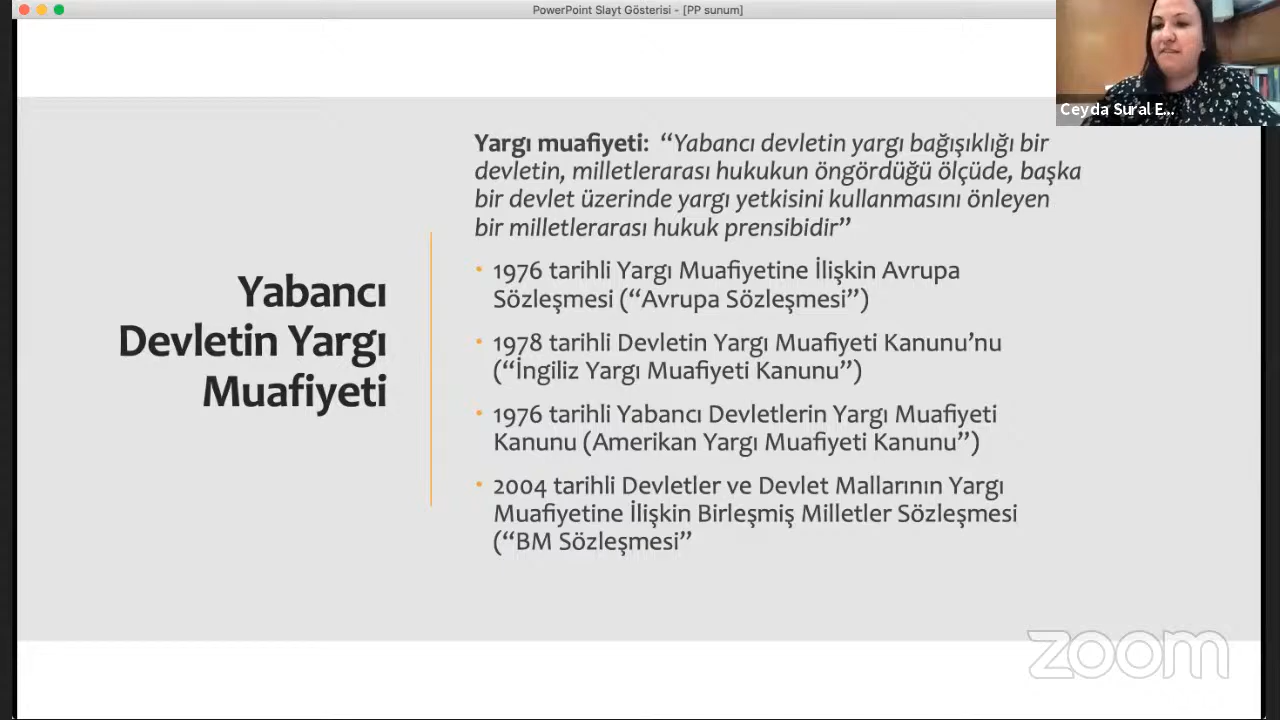 PowerPoint Slayt Gösterisi - [PP sunum]
Ceyda Sural E...
Yabancı
Devletin Yargı
Muafiyeti
Yargı muafiyeti: “Yabancı devletin yargı bağışıklığı bir
devletin, milletlerarası hukukun öngördüğü ölçüde, başka
bir devlet üzerinde yargı yetkisini kullanmasını önleyen
bir milletlerarası hukuk prensibidir”
• 1976 tarihli Yargı Muafiyetine İlişkin Avrupa
Sözleşmesi (“Avrupa Sözleşmesi”)
• 1978 tarihli Devletin Yargı Muafiyeti Kanunu’nu
(“İngiliz Yargı Muafiyeti Kanunu”)
• 1976 tarihli Yabancı Devletlerin Yargı Muafiyeti
Kanunu (Amerikan Yargı Muafiyeti Kanunu”)
• 2004 tarihli Devletler ve Devlet Mallarının Yargı
Muafiyetine İlişkin Birleşmiş Milletler Sözleşmesi
(“BM Sözleşmesi”
zoom